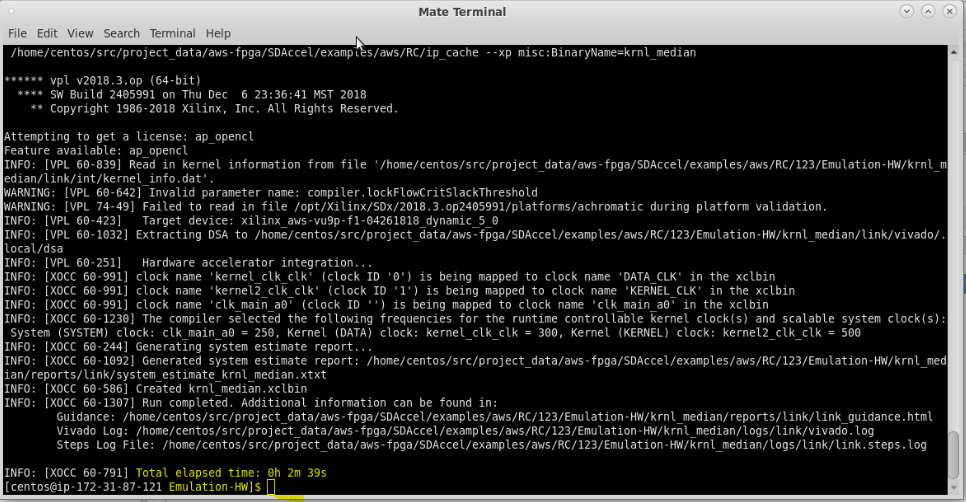 Mate Terminal
File Edit View Search Terminal Help
/home/centos/src/project_data/aws-fpga/SDAccel/examples/aws/RC/ip_cache --xp misc:BinaryName=krnl_median
****** vpl v2018.3.op (64-bit)
**** SW Build 2405991 on Thu Dec 6 23:36:41 MST 2018
** Copyright 1986-2018 Xilinx, Inc. All Rights Reserved.
Attempting to get a license: ap_opencl
Feature available: ap_opencl
INFO: [VPL 60-839] Read in kernel information from file '/home/centos/src/project_data/aws-fpga/SDAccel/examples/aws/RC/123/Emulation-HW/krnl_m
edian/link/int/kernel_info.dat'.
WARNING: [VPL 60-642] Invalid parameter name: compiler.lockFlowCritSlackThreshold
WARNING: [VPL 74-49] Failed to read in file /opt/Xilinx/SDx/2018.3.op2405991/platforms/achromatic during platform validation.
INFO: [VPL 60-423] Target device: xilinx_aws-vu9p-f1-04261818_dynamic_5_0
INFO: [VPL 60-1032] Extracting DSA to /home/centos/src/project_data/aws-fpga/SDAccel/examples/aws/RC/123/Emulation-HW/krnl_median/link/vivado/.
local/dsa
INFO: [VPL 60-251] Hardware accelerator integration...
INFO: [XOCC 60-991] clock name 'kernel_clk_clk' (clock ID '0') is being mapped to clock name 'DATA_CLK' in the xclbin
INFO: [XOCC 60-991] clock name 'kernel2_clk_clk' (clock ID '1') is being mapped to clock name 'KERNEL_CLK' in the xclbin
INFO: [XOCC 60-991] clock name 'clk_main_a0' (clock ID '') is being mapped to clock name 'clk_main_a0' in the xclbin
INFO: [XOCC 60-1230] The compiler selected the following frequencies for the runtime controllable kernel clock(s) and scalable system clock(s):
System (SYSTEM) clock: clk_main_a0 = 250, Kernel (DATA) clock: kernel_clk_clk = 300, Kernel (KERNEL) clock: kernel2_clk_clk = 500
INFO: [XOCC 60-244] Generating system estimate report...
INFO: [XOCC 60-1092] Generated system estimate report: /home/centos/src/project_data/aws-fpga/SDAccel/examples/aws/RC/123/Emulation-HW/krnl_med
ian/reports/link/system_estimate_krnl_median.xtxt
INFO: [XOCC 60-586] Created krnl_median.xclbin
INFO: [XOCC 60-1307] Run completed. Additional information can be found in:
Guidance: /home/centos/src/project_data/aws-fpga/SDAccel/examples/aws/RC/123/Emulation-HW/krnl_median/reports/link/link_guidance.html
Vivado Log: /home/centos/src/project_data/aws-fpga/SDAccel/examples/aws/RC/123/Emulation-HW/krnl_median/logs/link/vivado.log
Steps Log File: /home/centos/src/project_data/aws-fpga/SDAccel/examples/aws/RC/123/Emulation-HW/krnl_median/logs/link/link.steps.log
INFO: [XOCC 60-791] Total elapsed time: 0h 2m 39s
[centos@ip-172-31-87-121 Emulation-HW]$